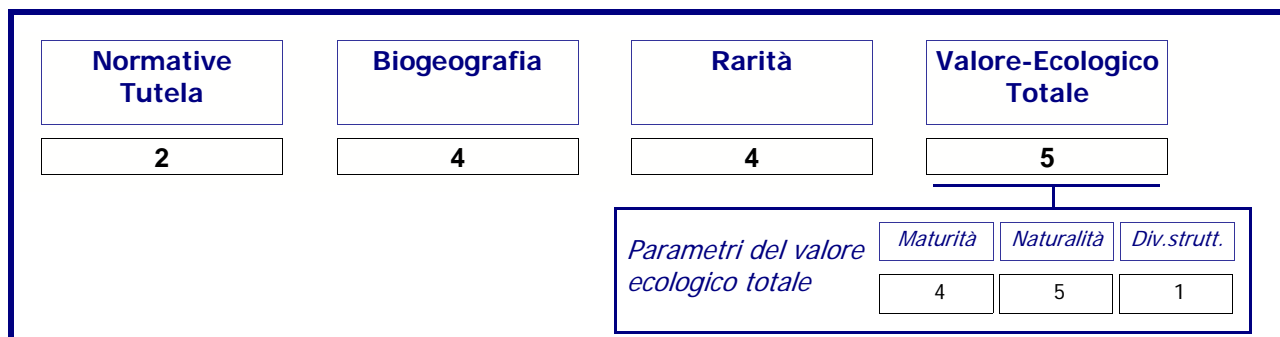 Normative
Tutela
Biogeografia
Rarità
Valore-Ecologico
Totale
2
4
4
5
Parametri del valore
ecologico totale
Maturità
Naturalità
Div.strutt.
4
5
1